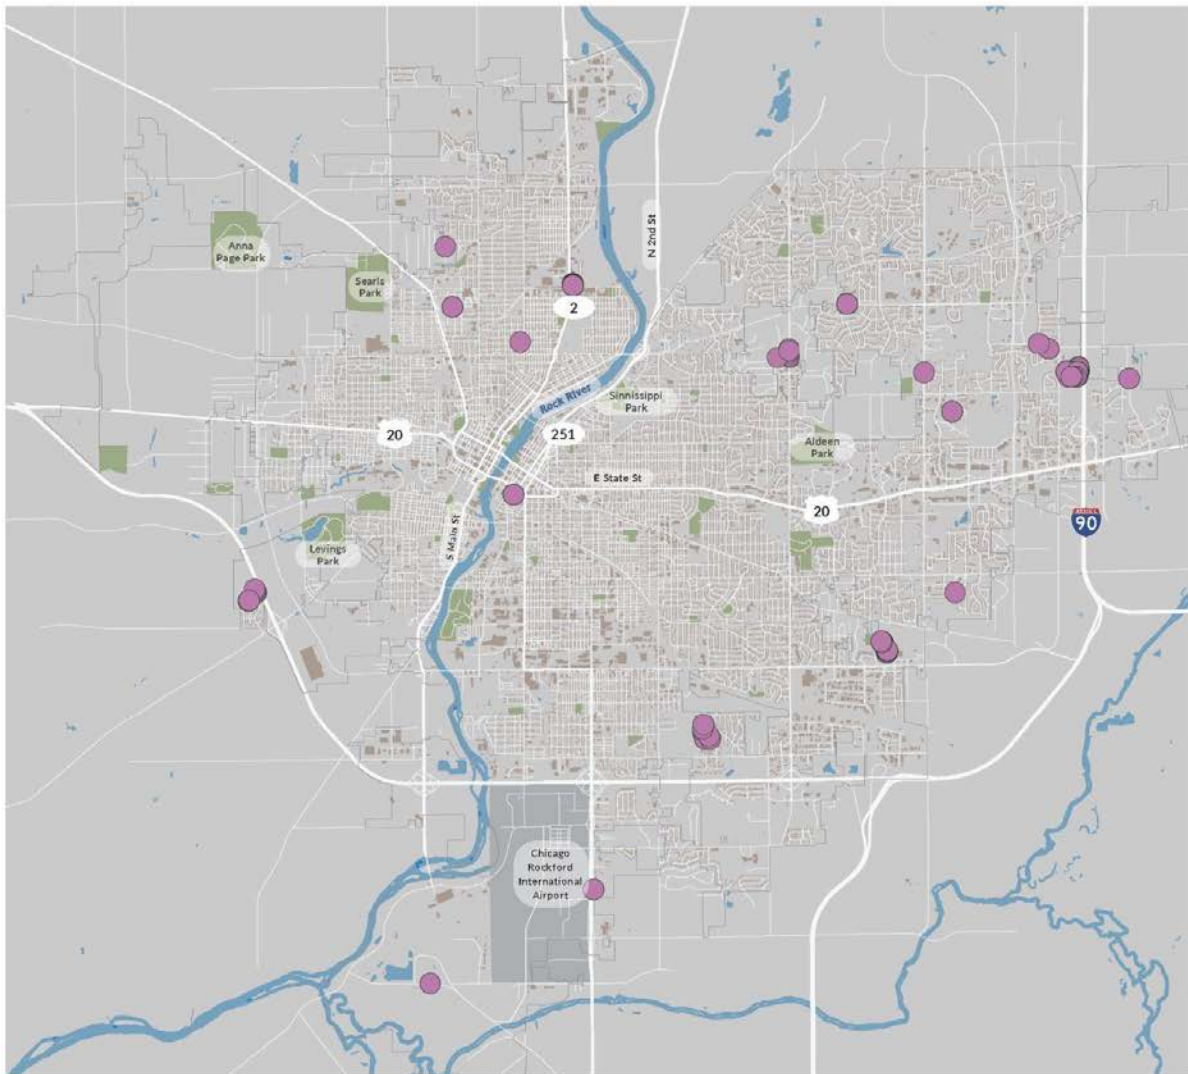 N 2nd St
Anna
Page Park
Searls
Park
2
Rock River
Sinnissippi
Park
20
251
Aldeen
Park
E State St
20
90
S Main St
Levings
Park
Chicago
Rockford
International
Airport